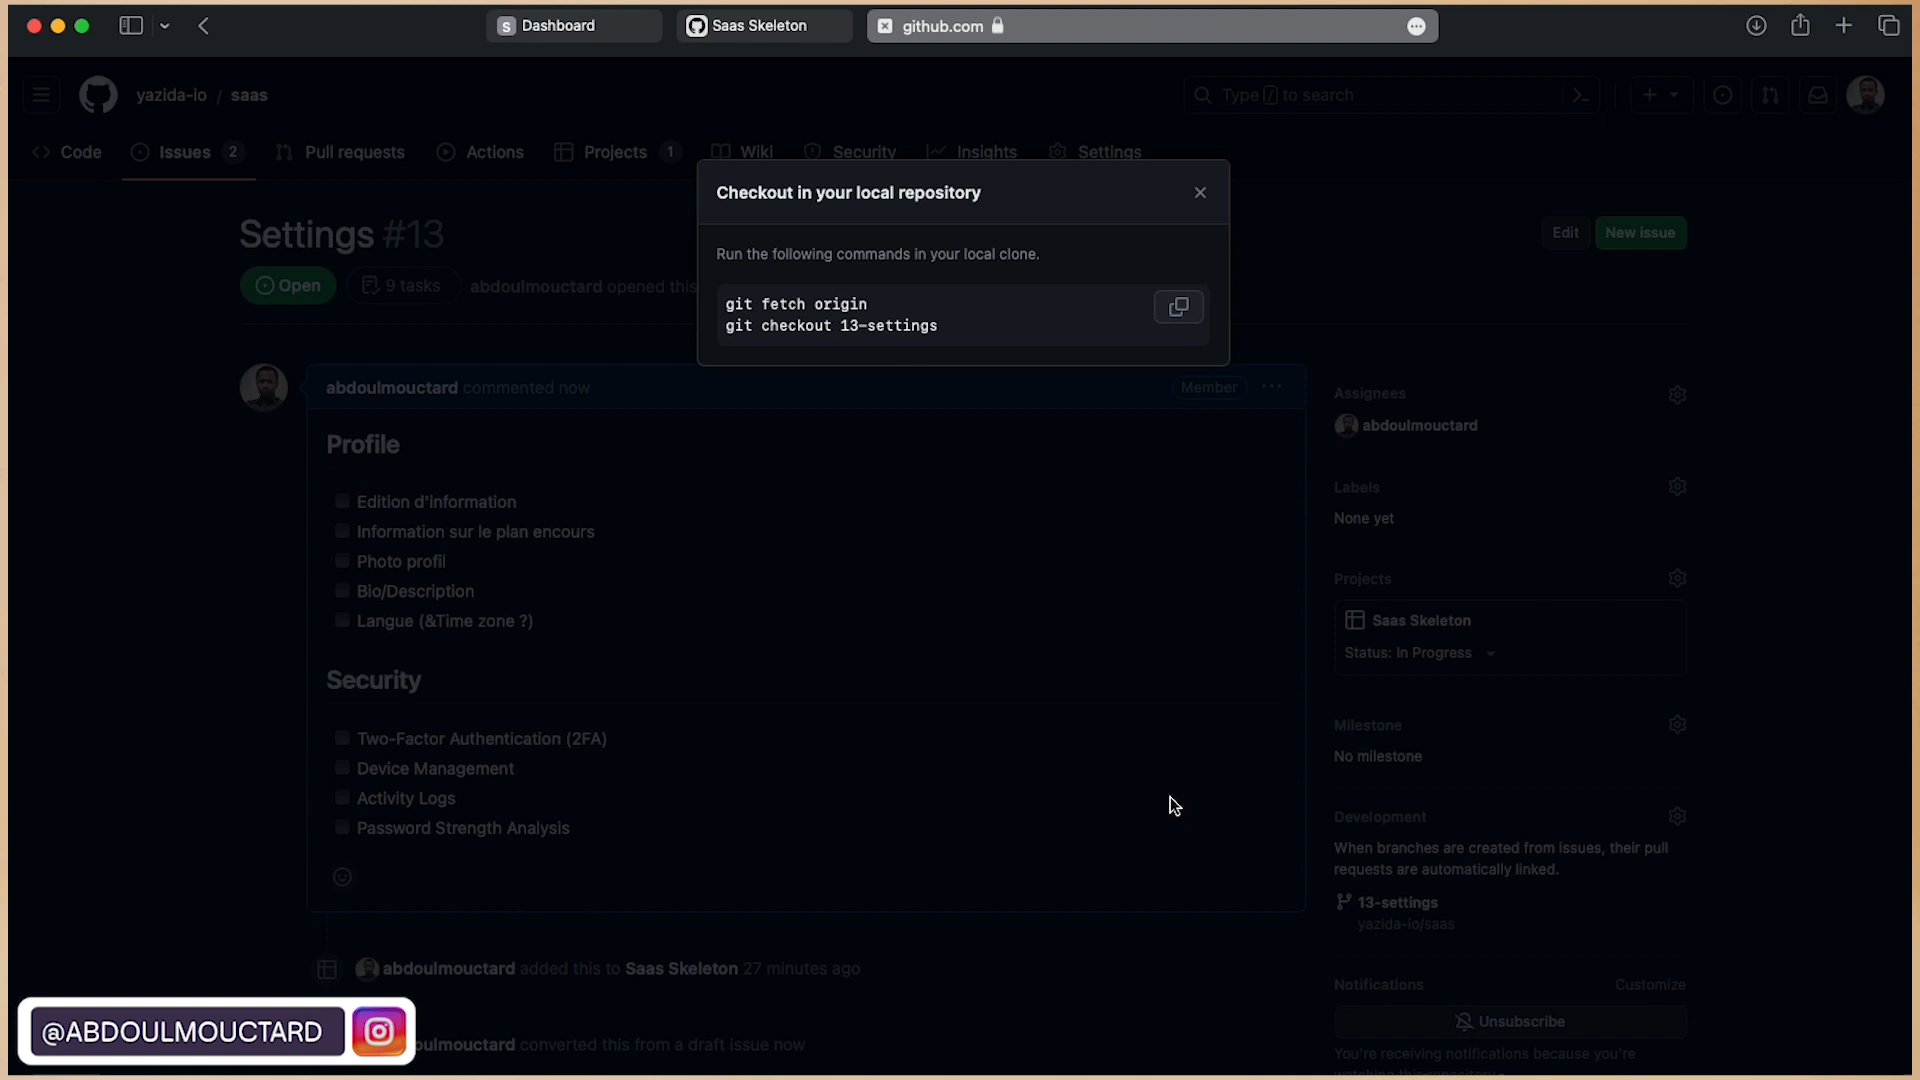 S Dashboard
Saas Skeleton
github.com
yazida-io / saas
Type / to search
Code
Issues 2
Pull requests
Actions
Projects 1
Wiki
Security
Insights
Settings
Checkout in your local repository
Run the following commands in your local clone.
git fetch origin
git checkout 13-settings
Settings #13
Edit
New issue
Open
9 tasks
abdoulmouctard opened this
abdoulmouctard commented now
Member
Profile
Edition d'information
Information sur le plan encours
Photo profil
Bio/Description
Langue (&Time zone ?)
Security
Two-Factor Authentication (2FA)
Device Management
Activity Logs
Password Strength Analysis
abdoulmouctard added this to Saas Skeleton 27 minutes ago
oulmouctard converted this from a draft issue now
Assignees
abdoulmouctard
Labels
None yet
Projects
Saas Skeleton
Status: In Progress
Milestone
No milestone
Development
When branches are created from issues, their pull
requests are automatically linked.
13-settings
yazida-io/saas
Notifications
Customize
Unsubscribe
You're receiving notifications because you're
watching this repository.
@ABDOULMOUCTARD